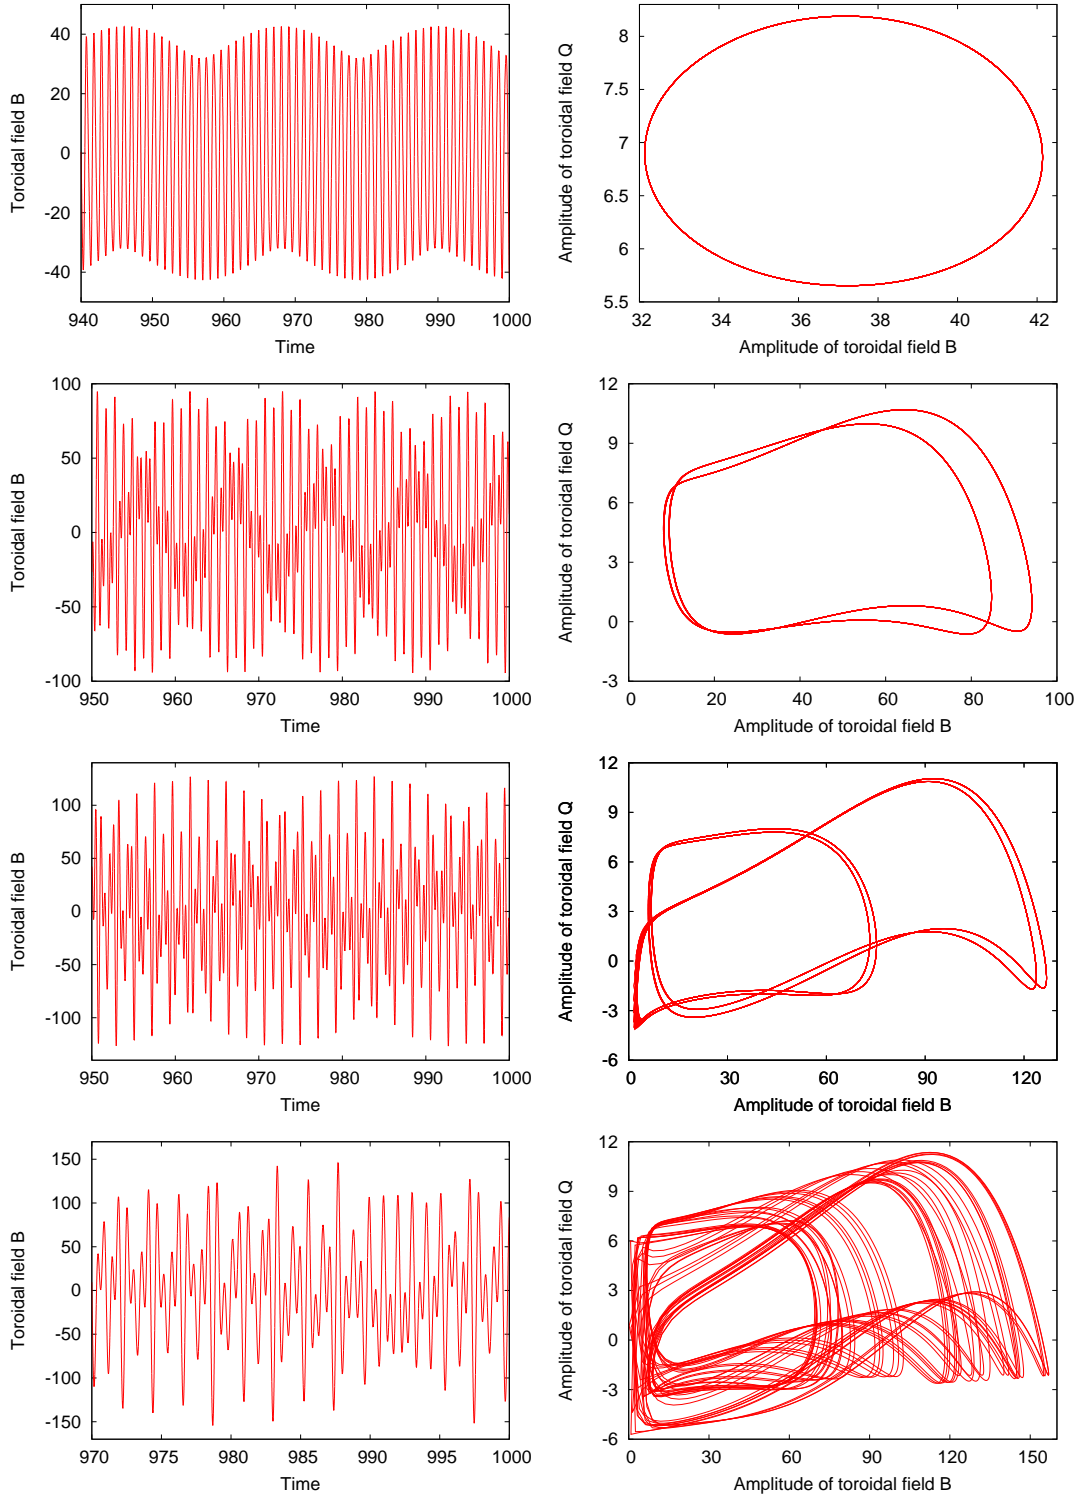 40
20
0
-20
-40
940 950 960 970 980 990 1000
Toroidal field B
Time
8
7.5
7
6.5
6
5.5
32 34 36 38 40 42
Amplitude of toroidal field Q
Amplitude of toroidal field B
100
50
0
-50
-100
950 960 970 980 990 1000
Toroidal field B
Time
12
9
6
3
0
-3
0 20 40 60 80 100
Amplitude of toroidal field Q
Amplitude of toroidal field B
100
50
0
-50
-100
950 960 970 980 990 1000
Toroidal field B
Time
12
9
6
3
0
-3
-6
0 30 60 90 120
Amplitude of toroidal field Q
Amplitude of toroidal field B
150
100
50
0
-50
-100
-150
970 975 980 985 990 995 1000
Toroidal field B
Time
12
9
6
3
0
-3
-6
0 30 60 90 120 150
Amplitude of toroidal field Q
Amplitude of toroidal field B